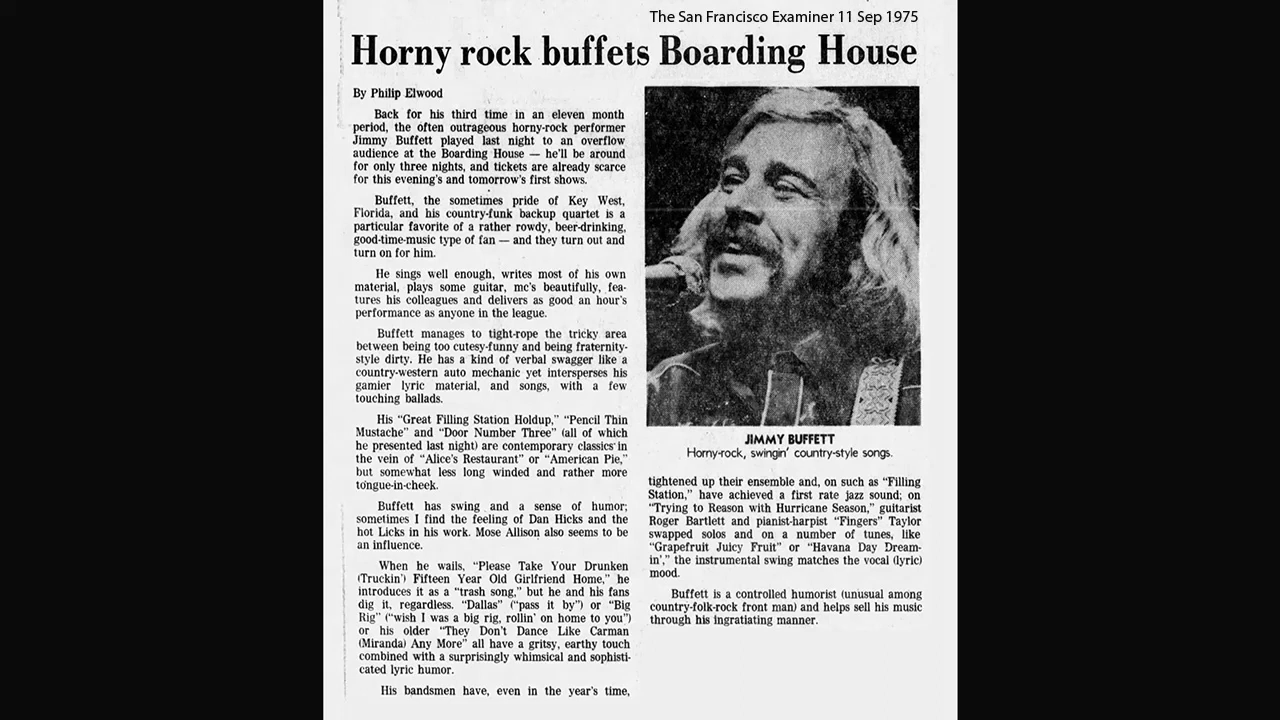 The San Francisco Examiner 11 Sep 1975
Horny rock buffets Boarding House
By Philip Elwood
Back for his third time in an eleven month
period, the often outrageous horny-rock performer
Jimmy Buffett played last night to an overflow
audience at the Boarding House — he'll be around
for only three nights, and tickets are already scarce
for this evening's and tomorrow's first shows.
Buffett, the sometimes pride of Key West,
Florida, and his country-funk backup quartet is a
particular favorite of a rather rowdy, beer-drinking,
good-time-music type of fan — and they turn out and
turn on for him.
He sings well enough, writes most of his own
material, plays some guitar, mc's beautifully, fea-
tures his colleagues and delivers as good an hour's
performance as anyone in the league.
Buffett manages to tight-rope the tricky area
between being too cutesy-funny and being fraternity-
style dirty. He has a kind of verbal swagger like a
country-western auto mechanic yet intersperses his
gamier lyric material, and songs, with a few
touching ballads.
His "Great Filling Station Holdup," "Pencil Thin
Mustache" and "Door Number Three" (all of which
he presented last night) are contemporary classics in
the vein of "Alice's Restaurant" or "American Pie,"
but somewhat less long winded and rather more
tongue-in-cheek.
Buffett has swing and a sense of humor;
sometimes I find the feeling of Dan Hicks and the
hot Licks in his work. Mose Allison also seems to be
an influence.
When he wails, "Please Take Your Drunken
(Truckin') Fifteen Year Old Girlfriend Home," he
introduces it as a "trash song," but he and his fans
dig it, regardless. "Dallas" ("pass it by") or "Big
Rig" ("wish I was a big rig, rollin' on home to you")
or his older "They Don't Dance Like Carman
(Miranda) Any More" all have a gritsy, earthy touch
combined with a surprisingly whimsical and sophisti-
cated lyric humor.
His bandsmen have, even in the year's time,
JIMMY BUFFETT
Horny-rock, swingin' country-style songs.
tightened up their ensemble and, on such as "Filling
Station," have achieved a first rate jazz sound; on
"Trying to Reason with Hurricane Season," guitarist
Roger Bartlett and pianist-harpist "Fingers" Taylor
swapped solos and on a number of tunes, like
"Grapefruit Juicy Fruit" or "Havana Day Dream-
in'," the instrumental swing matches the vocal (lyric)
mood.
Buffett is a controlled humorist (unusual among
country-folk-rock front man) and helps sell his music
through his ingratiating manner.